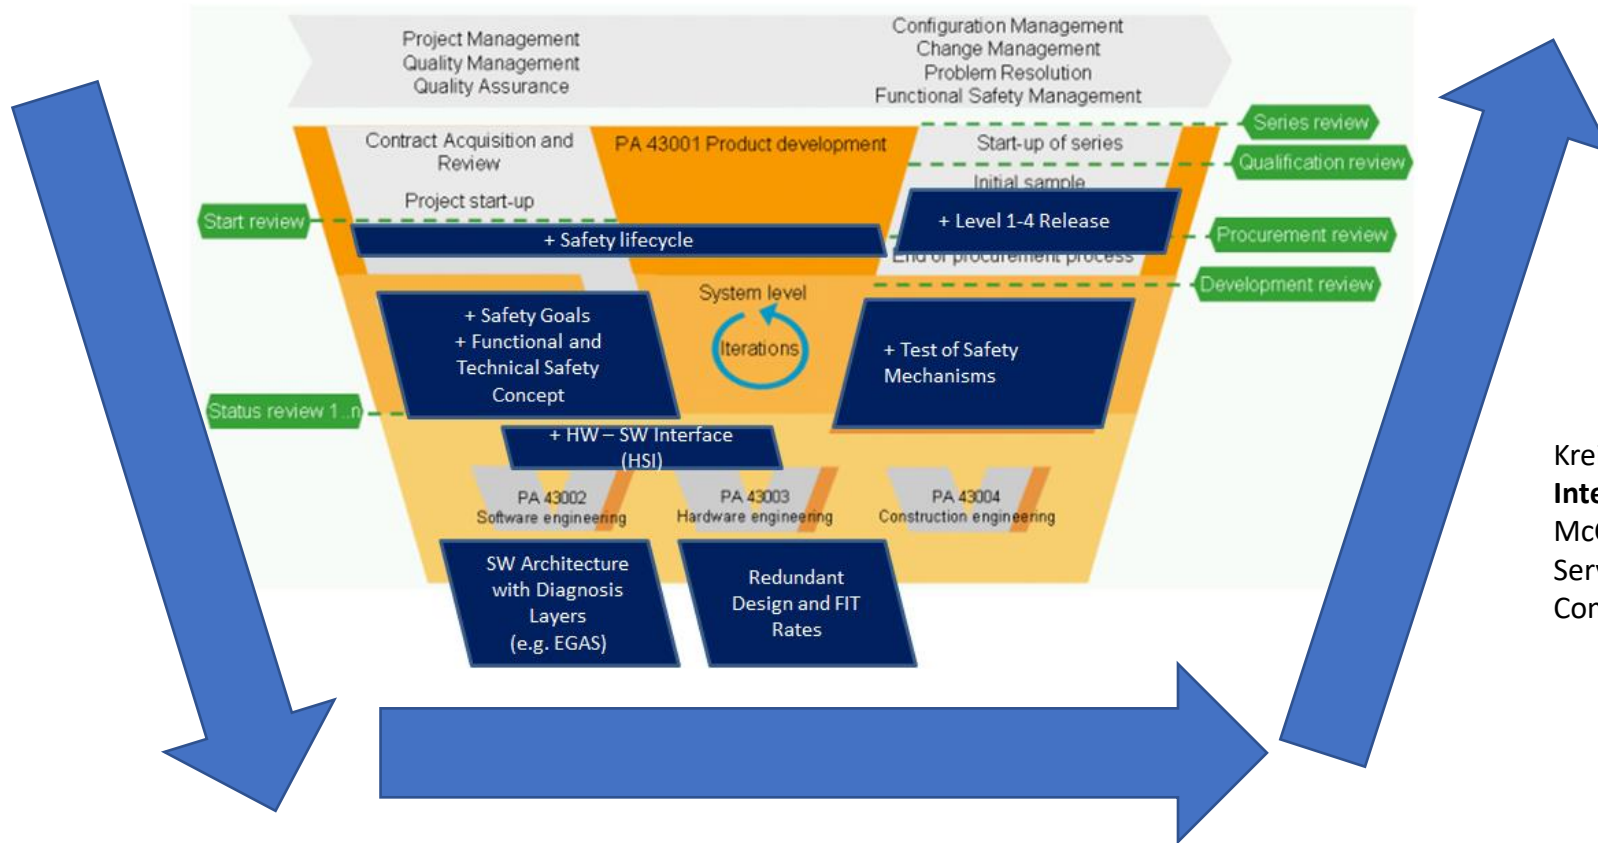 Project Management
Quality Management
Quality Assurance
Configuration Management
Change Management
Problem Resolution
Functional Safety Management
Contract Acquisition and
Review
Project start-up
PA 43001 Product development
Start-up of series
Initial sample
+ Level 1-4 Release
End of procurement process
Series review
Qualification review
Procurement review
Development review
Start review
+ Safety lifecycle
System level
Iterations
+ Safety Goals
+ Functional and
Technical Safety
Concept
+ Test of Safety
Mechanisms
Status review 1..n
+ HW – SW Interface
(HSI)
PA 43002
Software engineering
PA 43003
Hardware engineering
PA 43004
Construction engineering
SW Architecture
with Diagnosis
Layers
(e.g. EGAS)
Redundant
Design and FIT
Rates